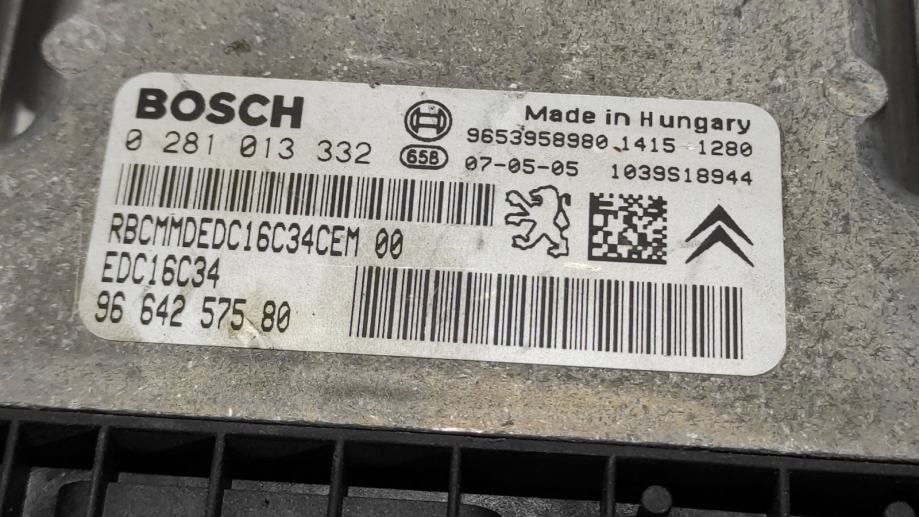 BOSCH
0 281 013 332
658
Made in Hungary
9653958980 1415 1280
07-05-05 1039S18944
RBCMMDEDC16C34CEM 00
EDC16C34
96 642 575 80